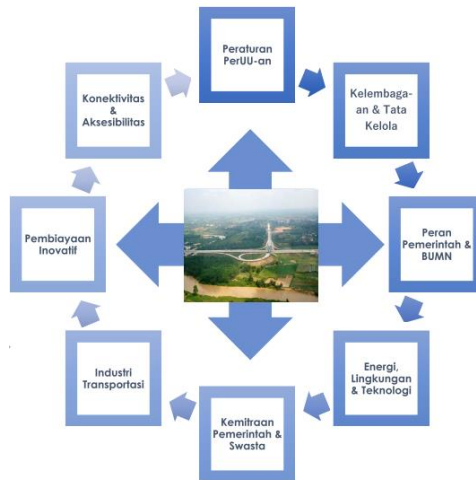 Peraturan
PerUU-an
Kelembaga-
an & Tata
Kelola
Peran
Pemerintah &
BUMN
Energi,
Lingkungan
& Teknologi
Kemitraan
Pemerintah &
Swasta
Industri
Transportasi
Pembiayaan
Inovatif
Konektivitas
&
Aksesibilitas